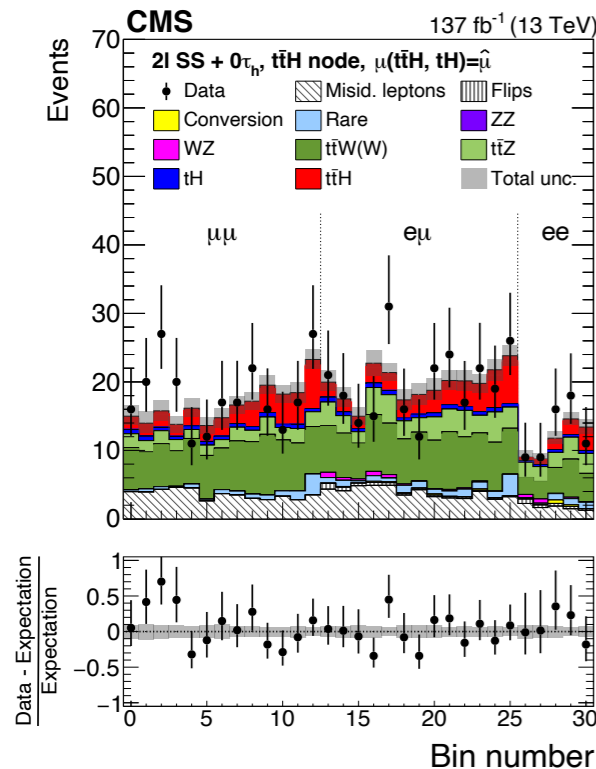 CMS 137 fb⁻¹ (13 TeV)
Events
70
2l SS + 0τh, tt̄H node, μ(tt̄H, tH)=μ̂
Data Misid. leptons Flips
Conversion Rare ZZ
WZ tt̄W(W) tt̄Z
tH tt̄H Total unc.
60
50
40
μμ eμ ee
30
20
10
0
Data - Expectation
Expectation
1
0.5
0
−0.5
−1
0 5 10 15 20 25 30
Bin number